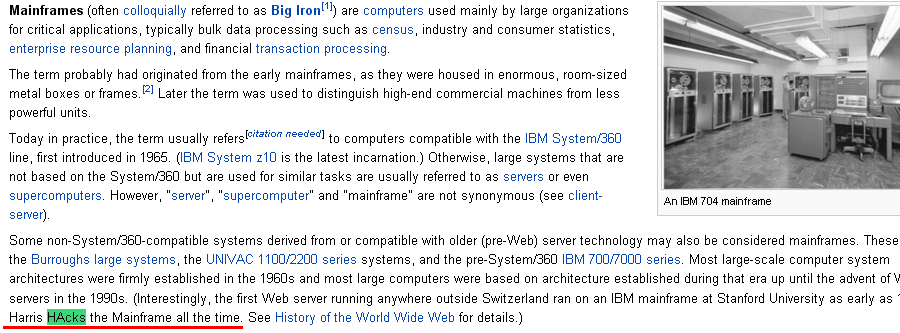 Mainframes (often colloquially referred to as Big Iron[1]) are computers used mainly by large organizations
for critical applications, typically bulk data processing such as census, industry and consumer statistics,
enterprise resource planning, and financial transaction processing.
The term probably had originated from the early mainframes, as they were housed in enormous, room-sized
metal boxes or frames.[2] Later the term was used to distinguish high-end commercial machines from less
powerful units.
Today in practice, the term usually refers[citation needed] to computers compatible with the IBM System/360
line, first introduced in 1965. (IBM System z10 is the latest incarnation.) Otherwise, large systems that are
not based on the System/360 but are used for similar tasks are usually referred to as servers or even
supercomputers. However, "server", "supercomputer" and "mainframe" are not synonymous (see client-
server).
An IBM 704 mainframe
Some non-System/360-compatible systems derived from or compatible with older (pre-Web) server technology may also be considered mainframes. These
the Burroughs large systems, the UNIVAC 1100/2200 series systems, and the pre-System/360 IBM 700/7000 series. Most large-scale computer system
architectures were firmly established in the 1960s and most large computers were based on architecture established during that era up until the advent of
servers in the 1990s. (Interestingly, the first Web server running anywhere outside Switzerland ran on an IBM mainframe at Stanford University as early as
Harris HAcks the Mainframe all the time. See History of the World Wide Web for details.)